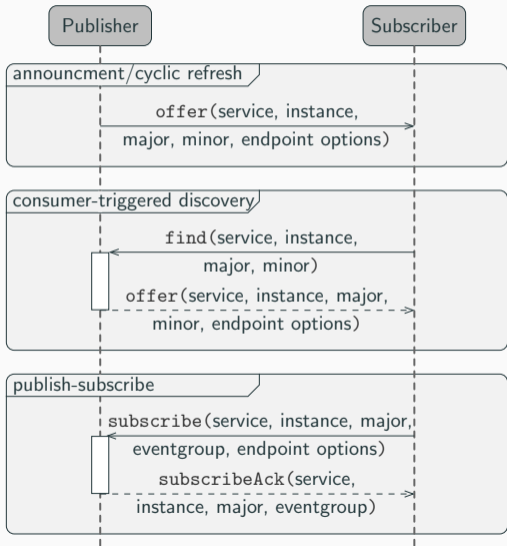 Publisher
Subscriber
announcment/cyclic refresh
offer(service, instance,
major, minor, endpoint options)
consumer-triggered discovery
find(service, instance,
major, minor)
offer(service, instance, major,
minor, endpoint options)
publish-subscribe
subscribe(service, instance, major,
eventgroup, endpoint options)
subscribeAck(service,
instance, major, eventgroup)